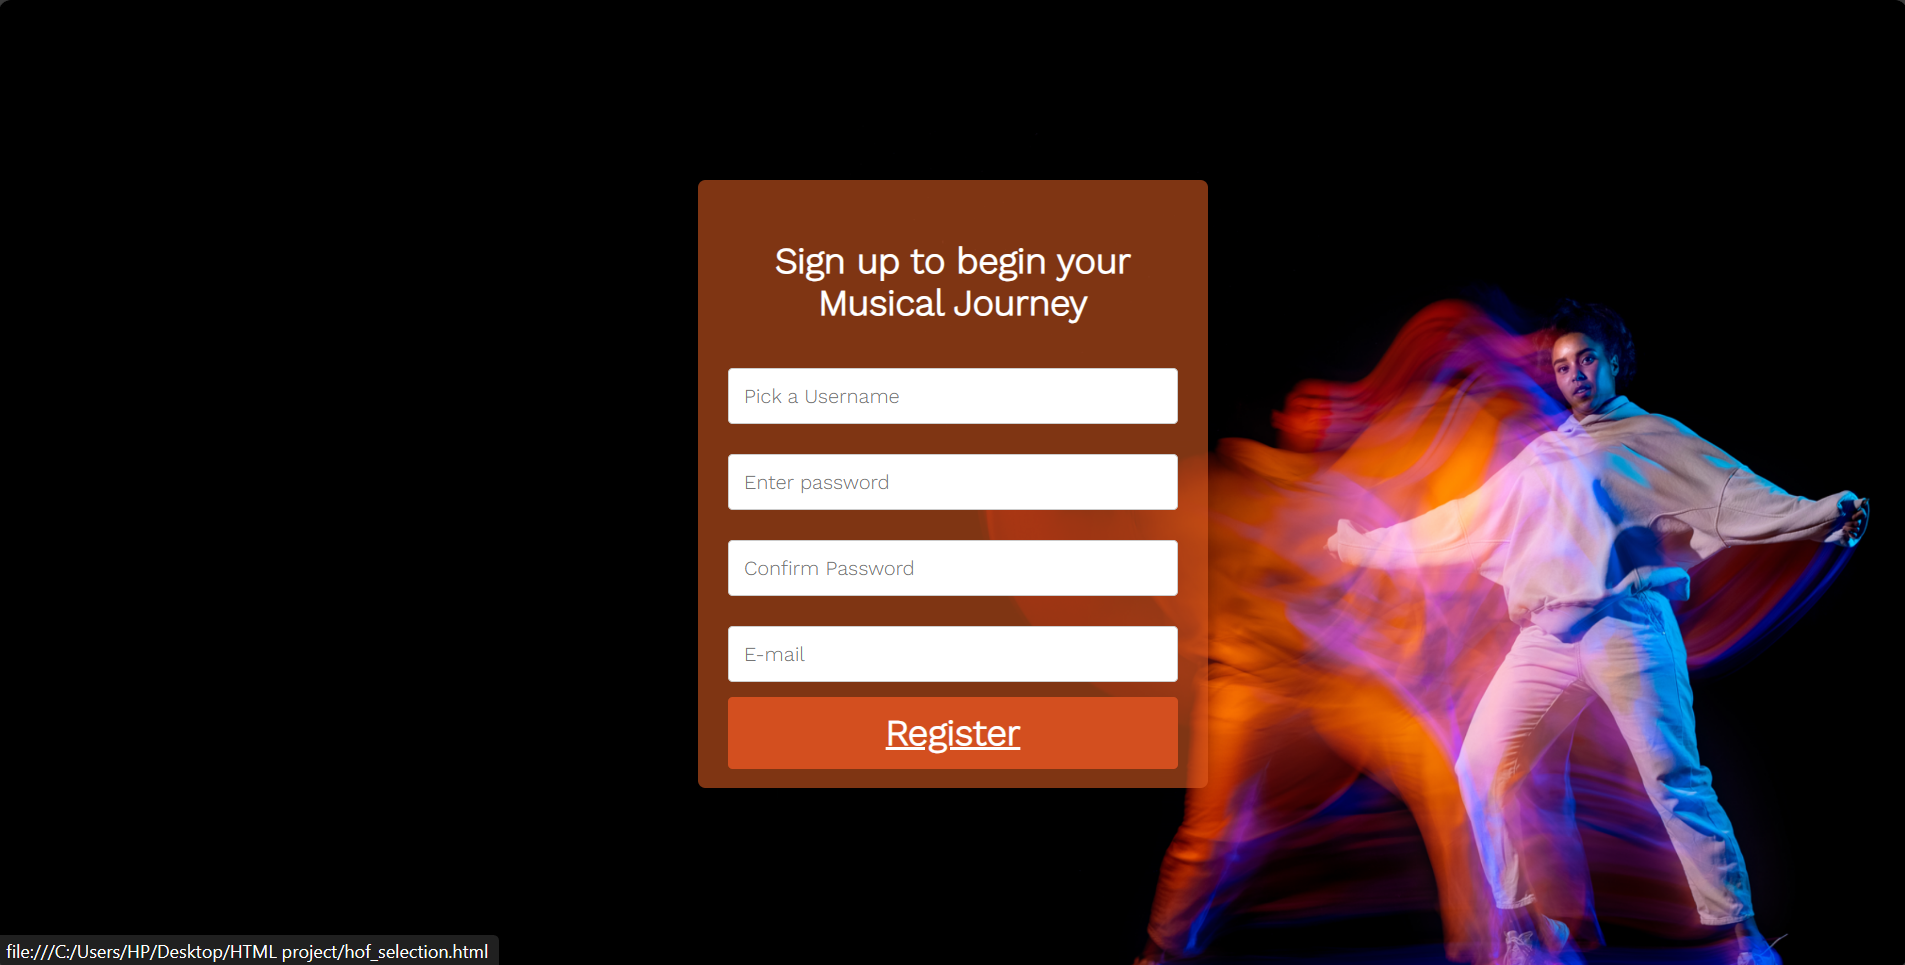 Sign up to begin your
Musical Journey
Pick a Username
Enter password
Confirm Password
E-mail
Register
file:///C:/Users/HP/Desktop/HTML project/hof_selection.html